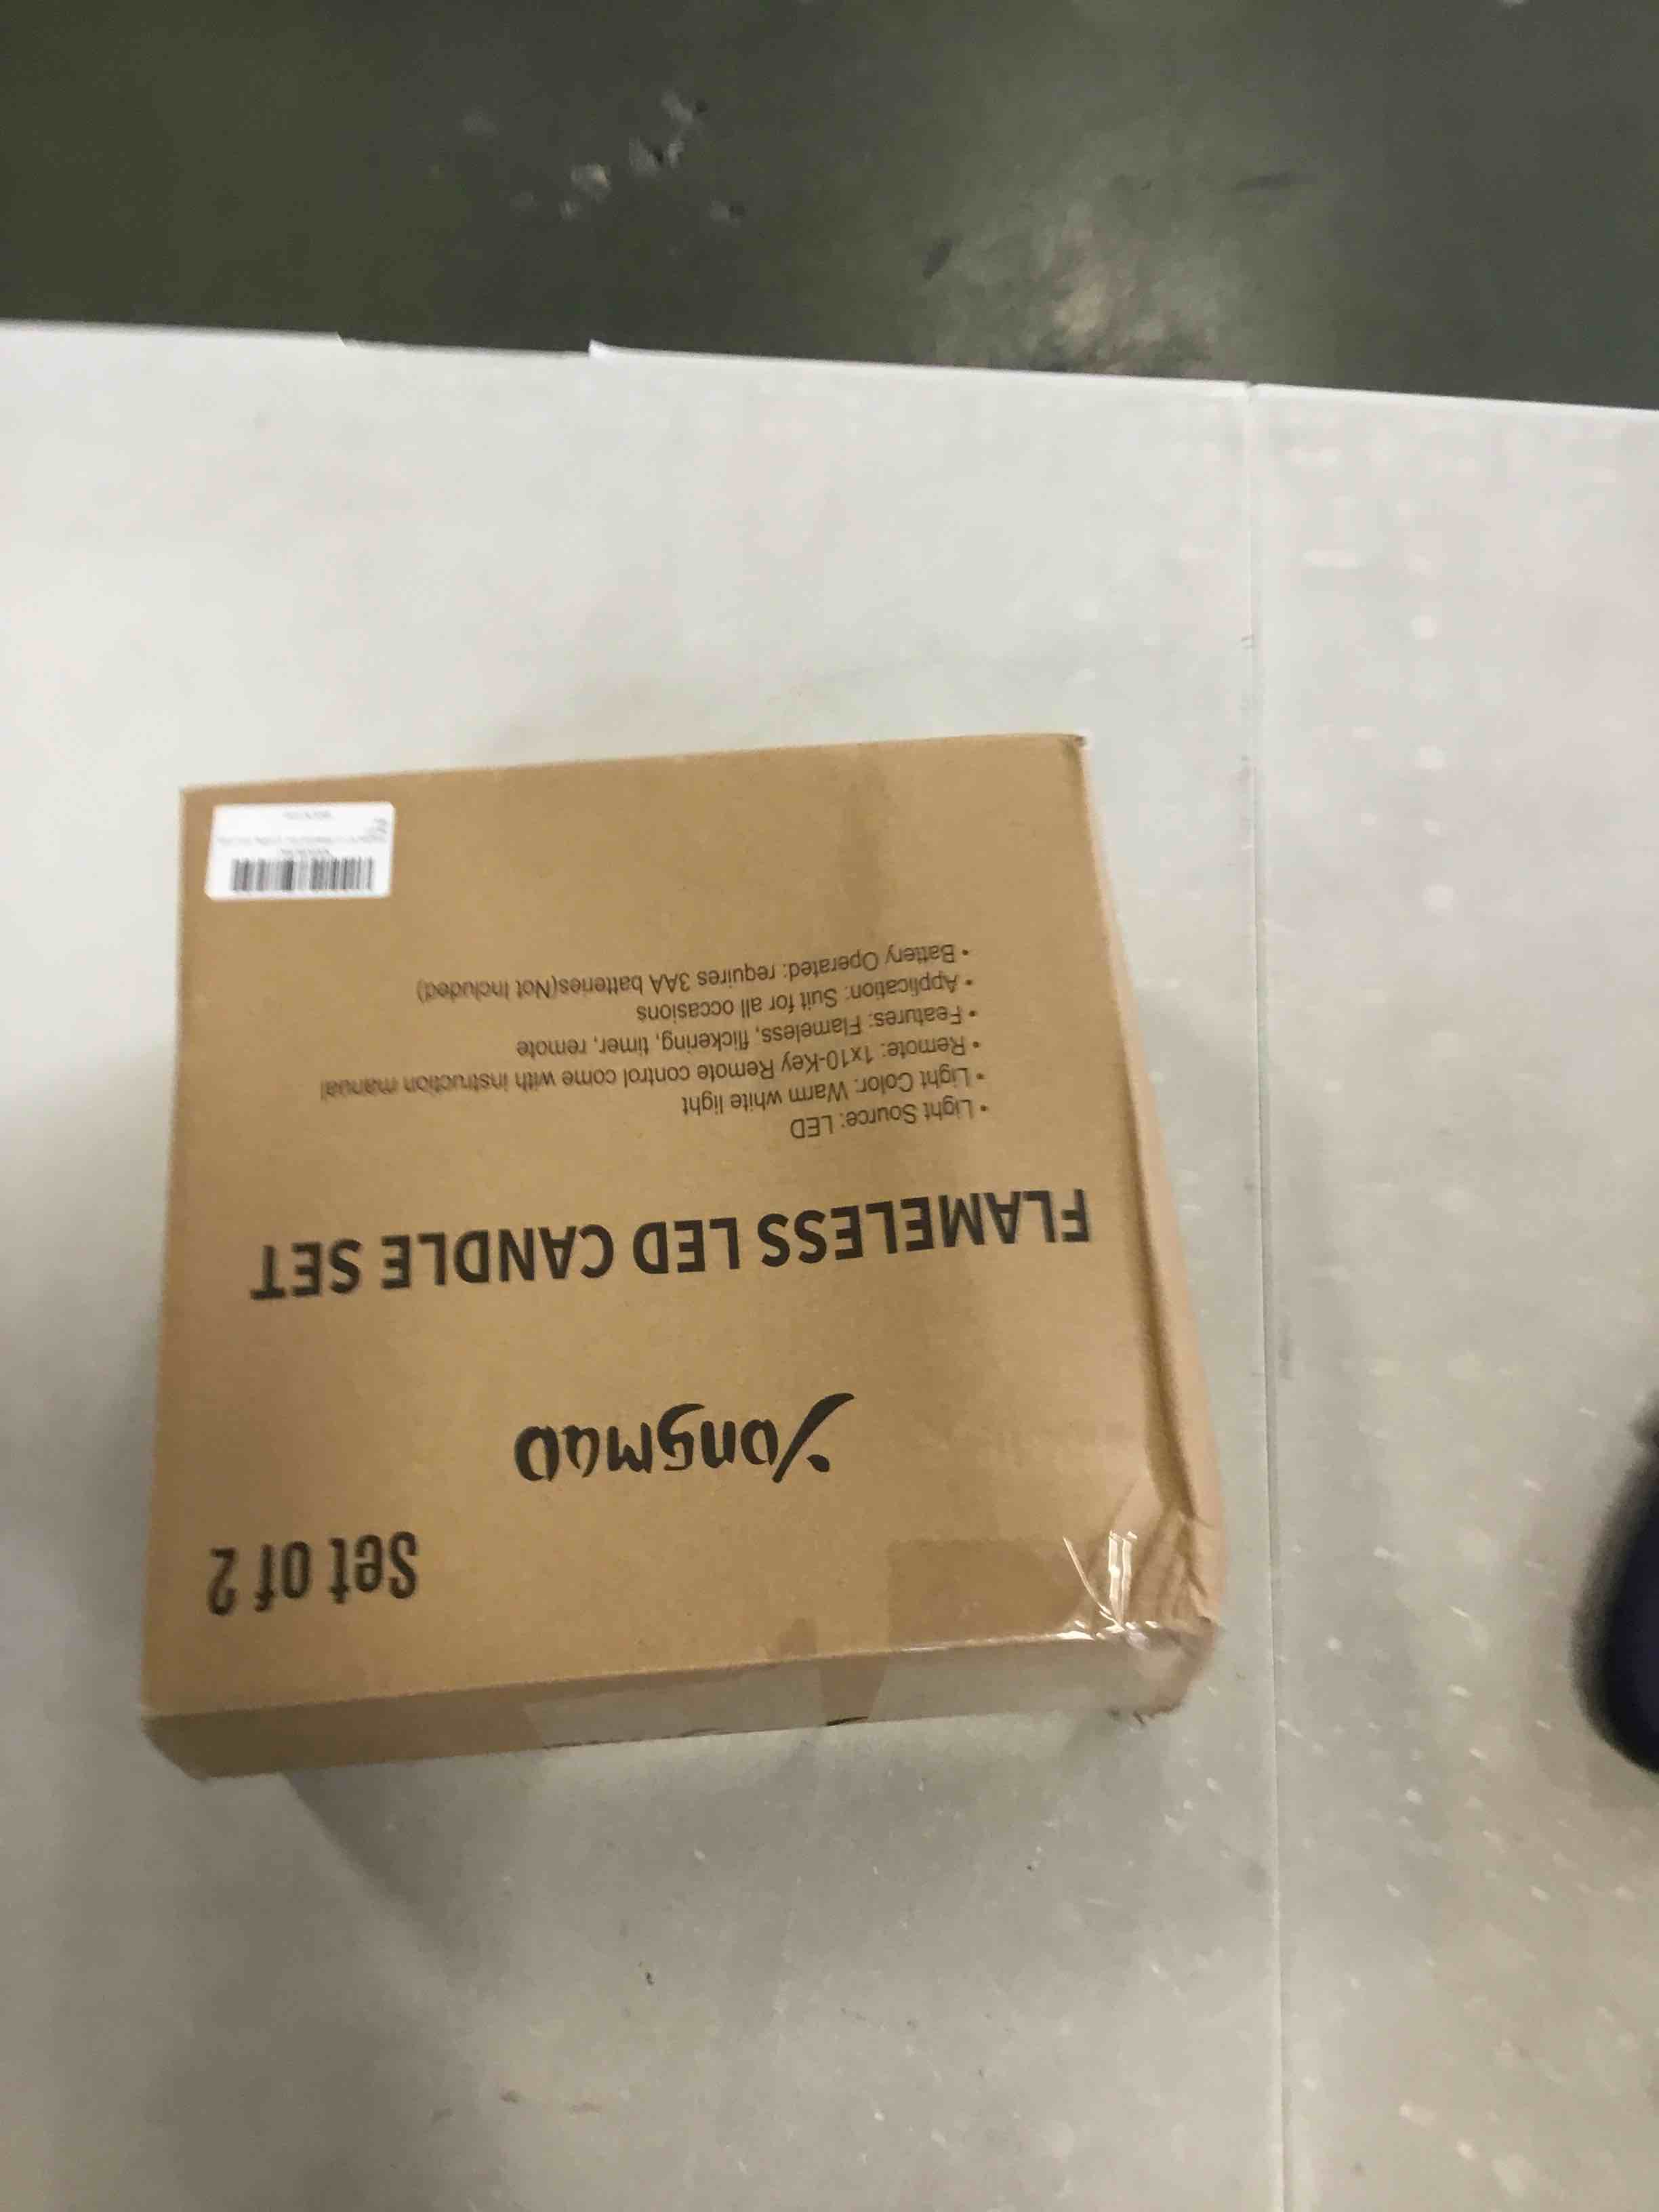 Set of 2
Yongmao
FLAMELESS LED CANDLE SET
• Light Source: LED
• Light Color: Warm white light
• Remote: 1x10-Key Remote control come with instruction manual
• Features: Flameless, flickering, timer, remote
• Application: Suit for all occasions
• Battery Operated: requires 3AA batteries(Not Included)